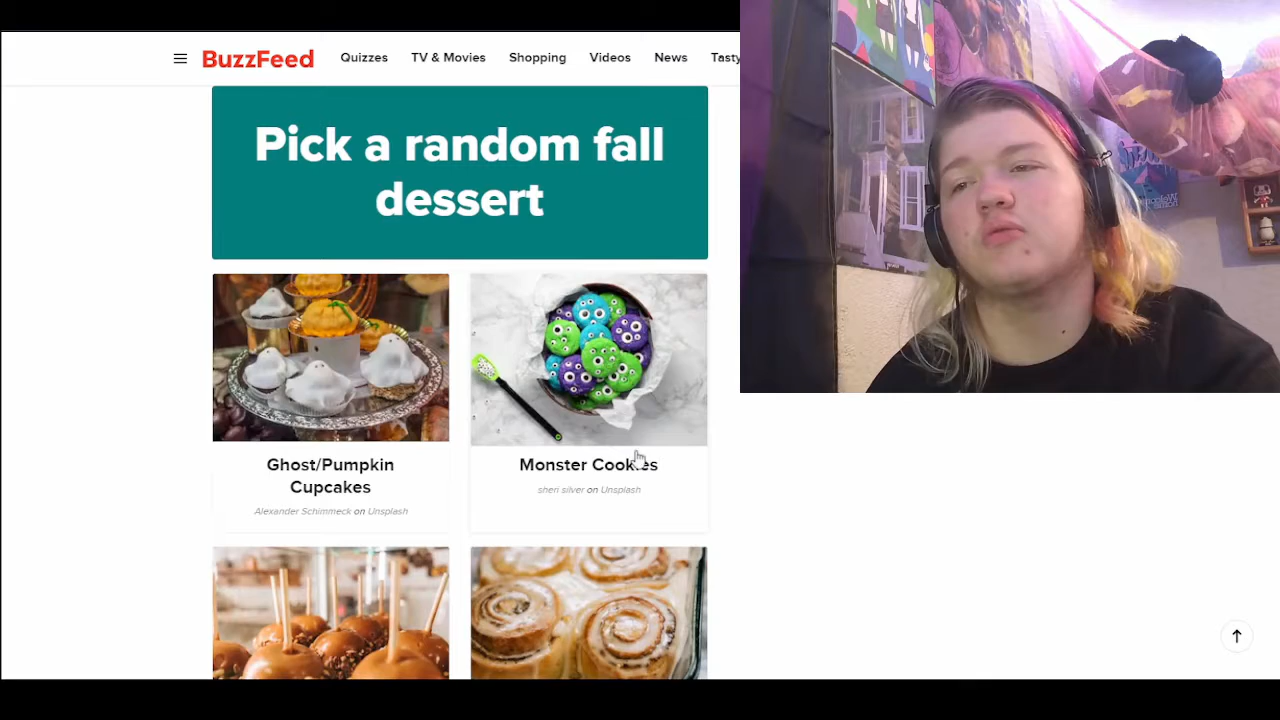 BuzzFeed Quizzes TV & Movies Shopping Videos News Tasty
Pick a random fall
dessert
Ghost/Pumpkin
Cupcakes
Alexander Schimmeck on Unsplash
Monster Cookies
sheri silver on Unsplash